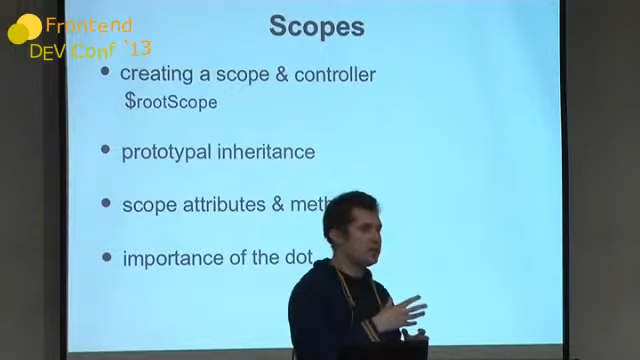 Frontend
DEV Conf '13
Scopes
• creating a scope & controller
$rootScope
• prototypal inheritance
• scope attributes & meth
• importance of the dot